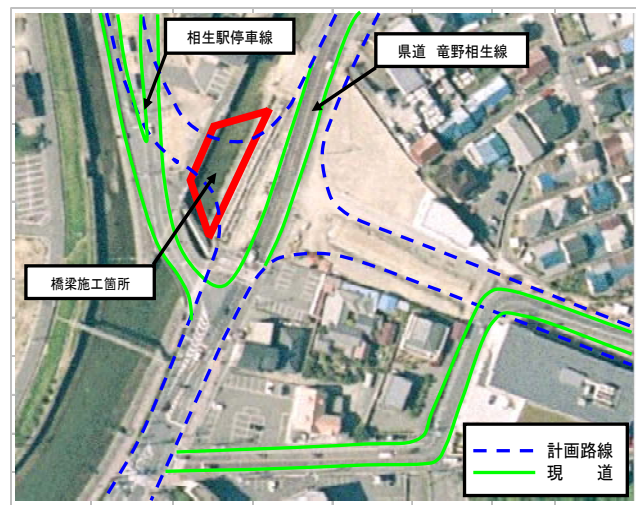 相生駅停車線
県道 竜野相生線
橋梁施工箇所
計画路線
現 道